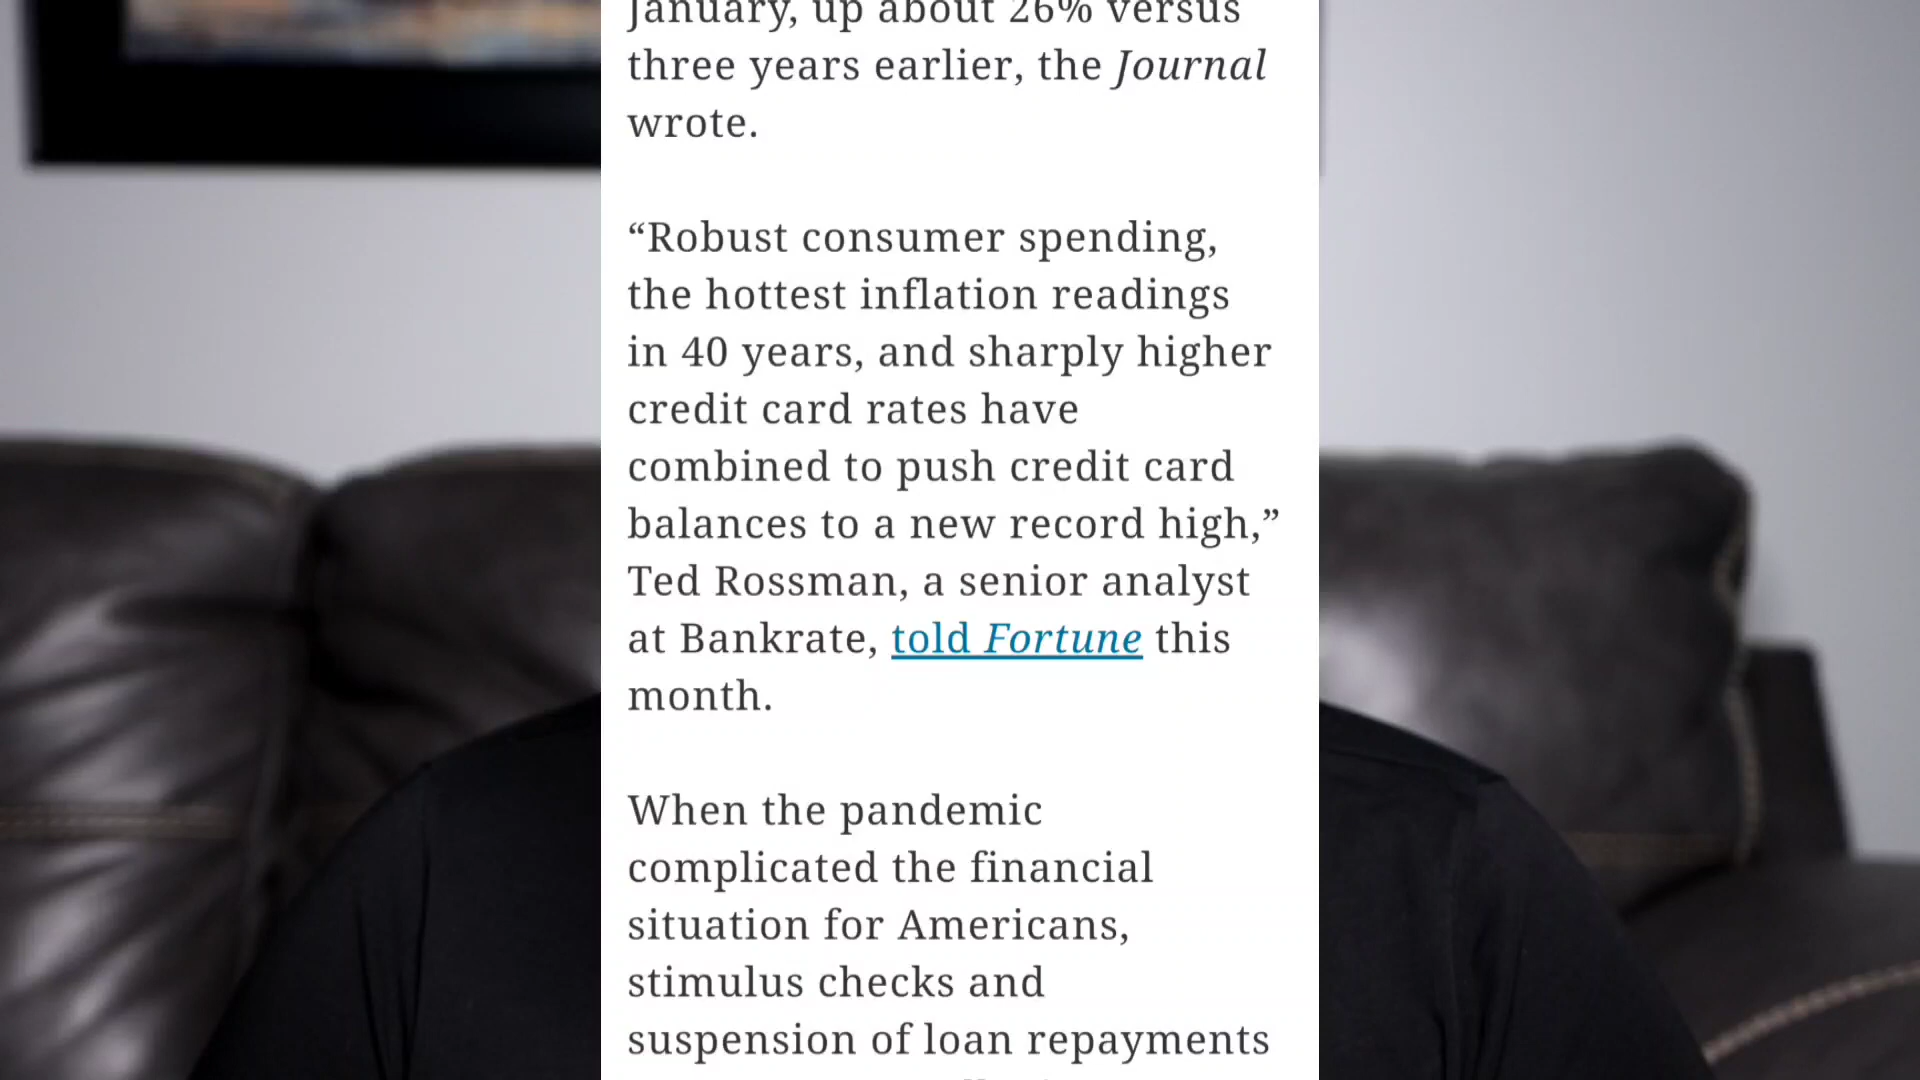 January, up about 26% versus
three years earlier, the Journal
wrote.
“Robust consumer spending,
the hottest inflation readings
in 40 years, and sharply higher
credit card rates have
combined to push credit card
balances to a new record high,”
Ted Rossman, a senior analyst
at Bankrate, told Fortune this
month.
When the pandemic
complicated the financial
situation for Americans,
stimulus checks and
suspension of loan repayments